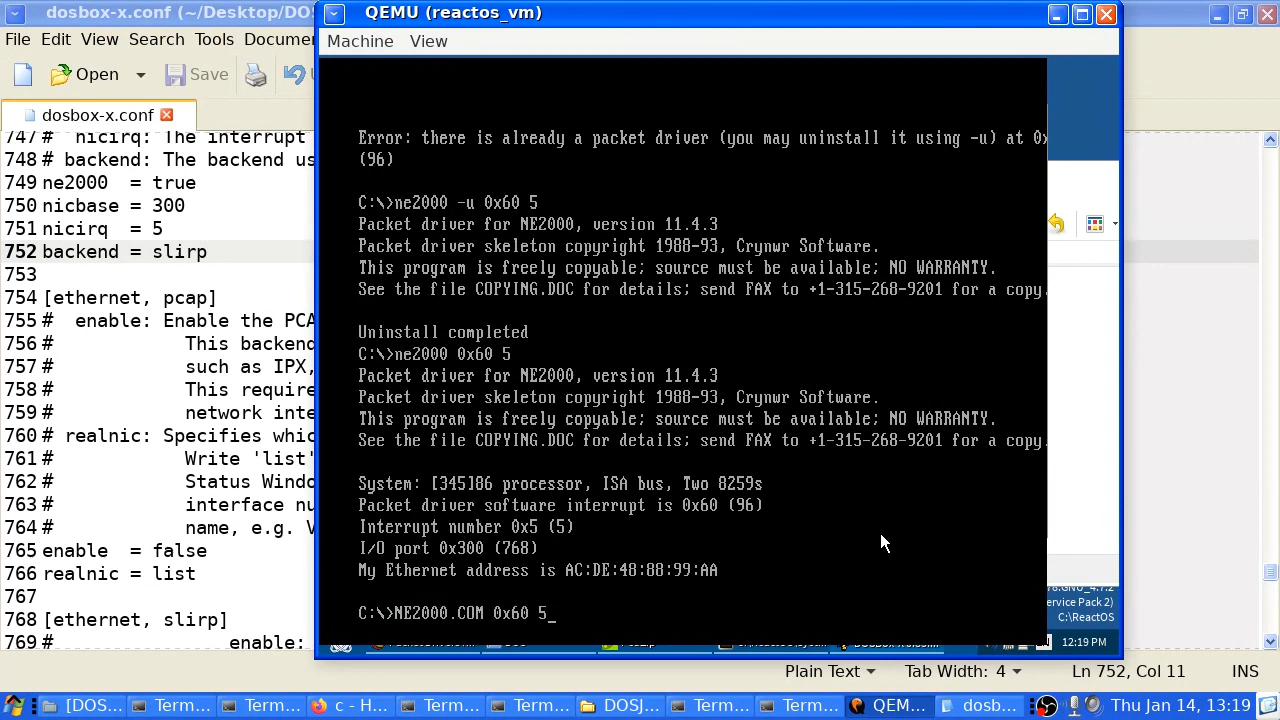 dosbox-x.conf (~/Desktop/DOS
QEMU (reactos_vm)
File Edit View Search Tools Documen
Machine View
Open
Save
dosbox-x.conf
747 # nicirq: The interrupt
748 # backend: The backend us
749 ne2000 = true
750 nicbase = 300
751 nicirq = 5
752 backend = slirp
753
754 [ethernet, pcap]
755 # enable: Enable the PCA
756 # This backend
757 # such as IPX,
758 # This require
759 # network inte
760 # realnic: Specifies whic
761 # Write 'list'
762 # Status Windo
763 # interface nu
764 # name, e.g. V
765 enable = false
766 realnic = list
767
768 [ethernet, slirp]
769 # enable:
Error: there is already a packet driver (you may uninstall it using -u) at 0x
(96)
C:\>ne2000 -u 0x60 5
Packet driver for NE2000, version 11.4.3
Packet driver skeleton copyright 1988-93, Crynwr Software.
This program is freely copyable; source must be available; NO WARRANTY.
See the file COPYING.DOC for details; send FAX to +1-315-268-9201 for a copy.
Uninstall completed
C:\>ne2000 0x60 5
Packet driver for NE2000, version 11.4.3
Packet driver skeleton copyright 1988-93, Crynwr Software.
This program is freely copyable; source must be available; NO WARRANTY.
See the file COPYING.DOC for details; send FAX to +1-315-268-9201 for a copy.
System: [345]86 processor, ISA bus, Two 8259s
Packet driver software interrupt is 0x60 (96)
Interrupt number 0x5 (5)
I/O port 0x300 (768)
My Ethernet address is AC:DE:48:88:99:AA
C:\>NE2000.COM 0x60 5_
ervice Pack 2)
C:\ReactOS
12:19 PM
Plain Text Tab Width: 4 Ln 752, Col 11 INS
[DOS... Term... Term... c - H... Term... Term... DOSJ... Term... Term... QEM... dosb... Thu Jan 14, 13:19